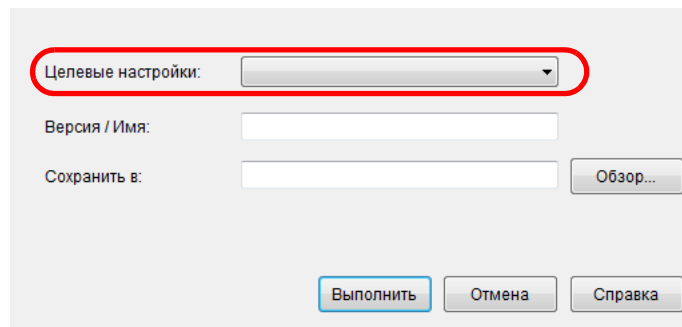 Целевые настройки:
Версия / Имя:
Сохранить в:
Обзор...
Выполнить
Отмена
Справка